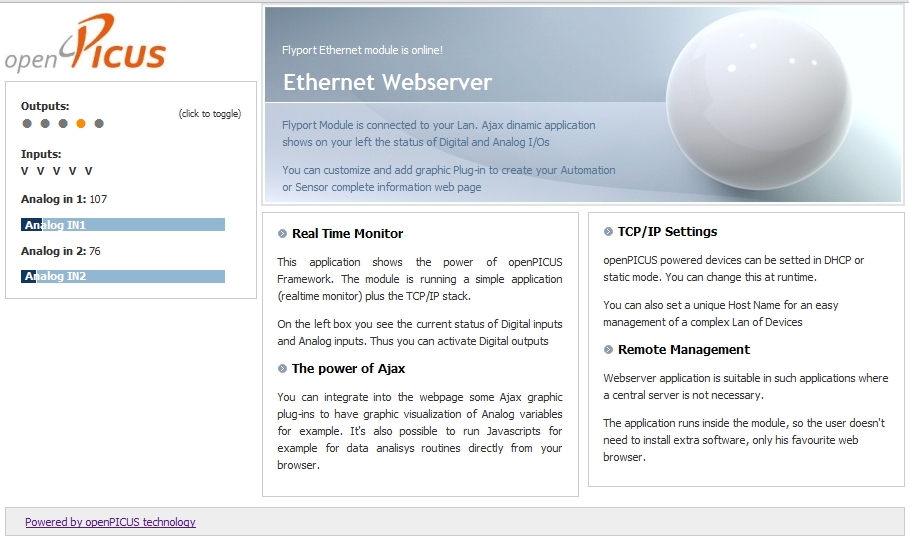 open Picus
Outputs:
(click to toggle)
Inputs:
V V V V V
Analog in 1: 107
Analog IN1
Analog in 2: 76
Analog IN2
Flyport Ethernet module is online!
Ethernet Webserver
Flyport Module is connected to your Lan. Ajax dinamic application
shows on your left the status of Digital and Analog I/Os
You can customize and add graphic Plug-in to create your Automation
or Sensor complete information web page
Real Time Monitor
This application shows the power of openPICUS
Framework. The module is running a simple application
(realtime monitor) plus the TCP/IP stack.
On the left box you see the current status of Digital inputs
and Analog inputs. Thus you can activate Digital outputs
The power of Ajax
You can integrate into the webpage some Ajax graphic
plug-ins to have graphic visualization of Analog variables
for example. It's also possible to run Javascripts for
example for data analisys routines directly from your
browser.
TCP/IP Settings
openPICUS powered devices can be setted in DHCP or
static mode. You can change this at runtime.
You can also set a unique Host Name for an easy
management of a complex Lan of Devices
Remote Management
Webserver application is suitable in such applications where
a central server is not necessary.
The application runs inside the module, so the user doesn't
need to install extra software, only his favourite web
browser.
Powered by openPICUS technology